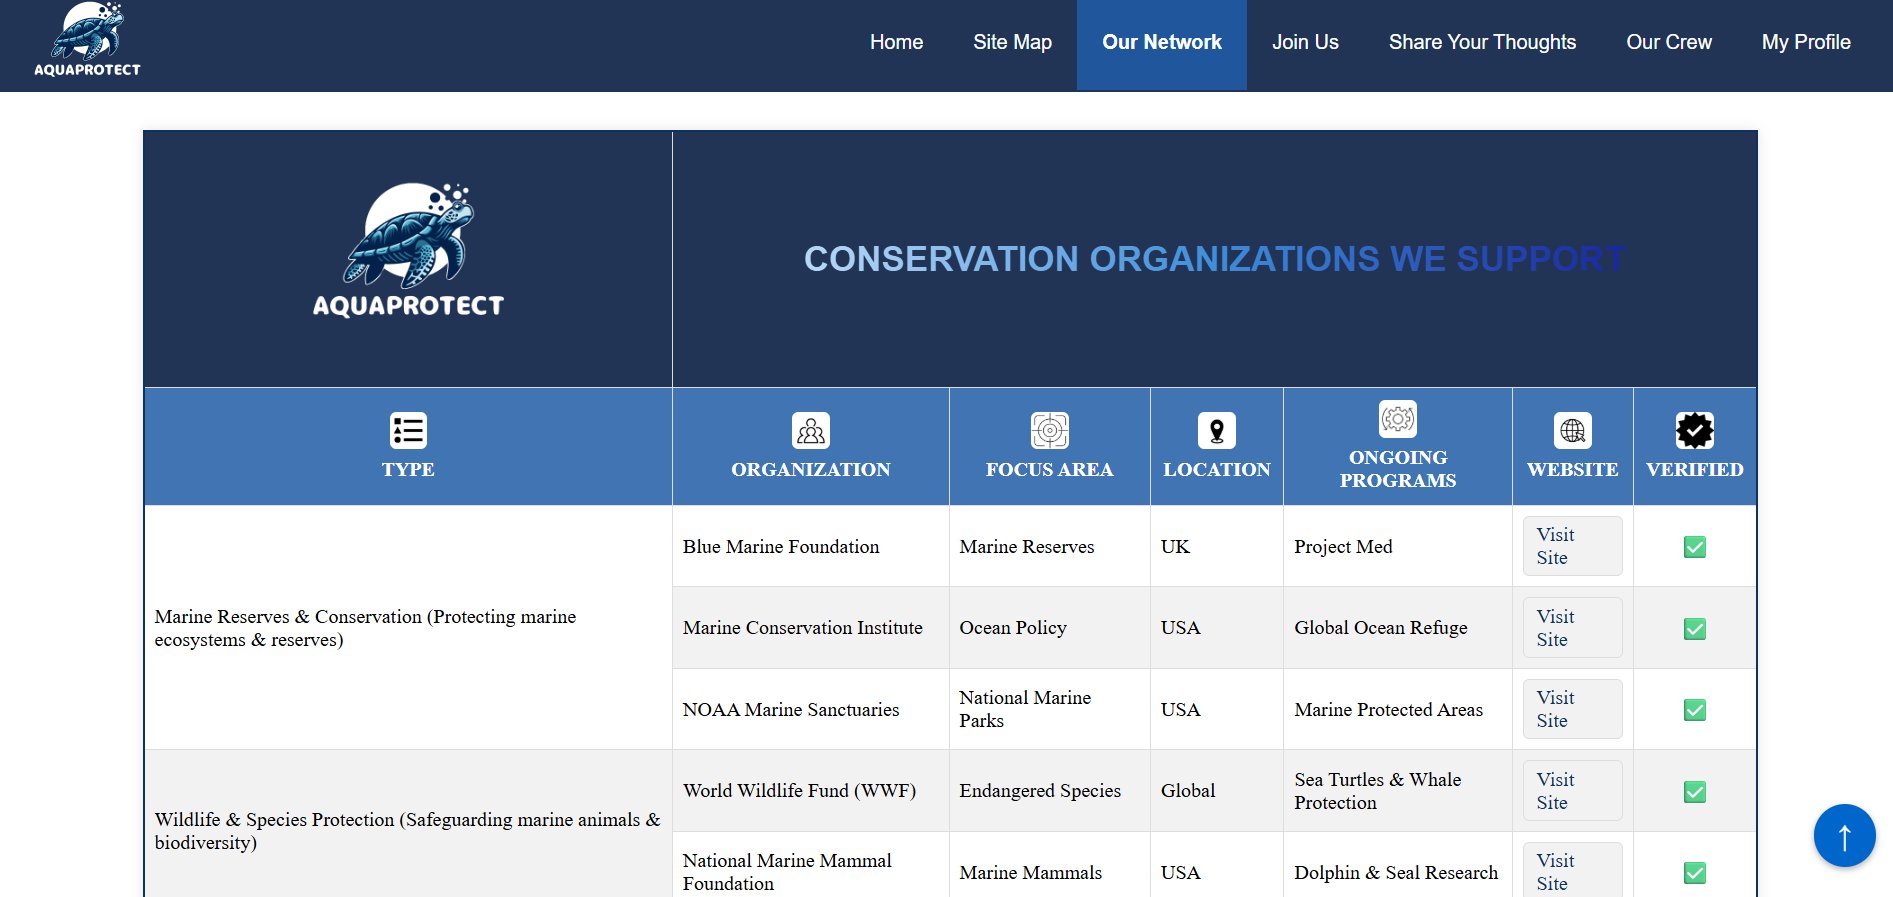 AQUAPROTECT
Home
Site Map
Our Network
Join Us
Share Your Thoughts
Our Crew
My Profile
AQUAPROTECT
CONSERVATION ORGANIZATIONS WE SUPPORT
TYPE
ORGANIZATION
FOCUS AREA
LOCATION
ONGOING
PROGRAMS
WEBSITE
VERIFIED
Marine Reserves & Conservation (Protecting marine
ecosystems & reserves)
Blue Marine Foundation
Marine Reserves
UK
Project Med
Visit
Site
Marine Conservation Institute
Ocean Policy
USA
Global Ocean Refuge
Visit
Site
NOAA Marine Sanctuaries
National Marine
Parks
USA
Marine Protected Areas
Visit
Site
Wildlife & Species Protection (Safeguarding marine animals &
biodiversity)
World Wildlife Fund (WWF)
Endangered Species
Global
Sea Turtles & Whale
Protection
Visit
Site
National Marine Mammal
Foundation
Marine Mammals
USA
Dolphin & Seal Research
Visit
Site